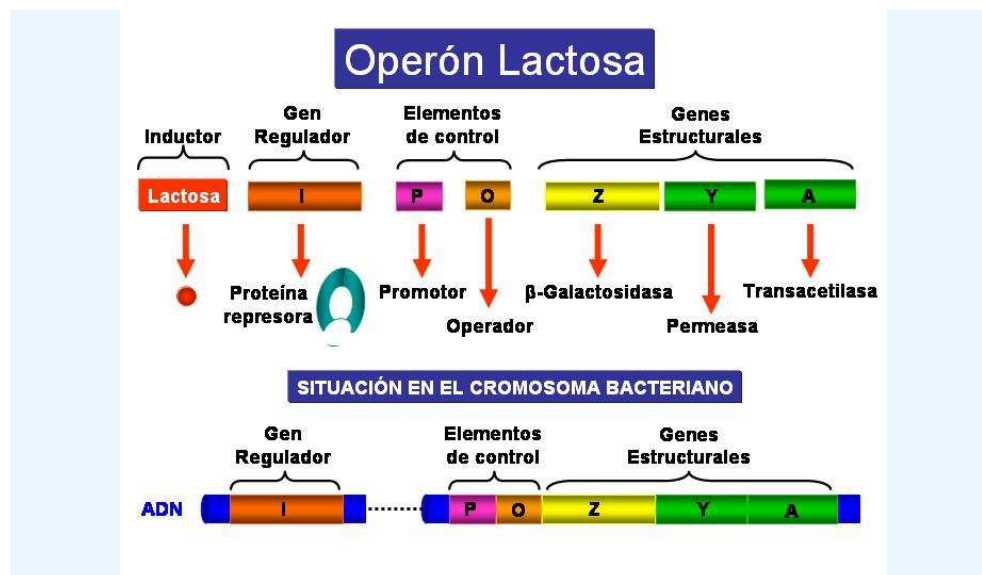 Operón Lactosa
Inductor
Gen
Regulador
Elementos
de control
Genes
Estructurales
Lactosa
I
P
O
Z
Y
A
Proteína
represora
Promotor
Operador
β-Galactosidasa
Permeasa
Transacetilasa
SITUACIÓN EN EL CROMOSOMA BACTERIANO
Gen
Regulador
Elementos
de control
Genes
Estructurales
ADN
I
P
O
Z
Y
A